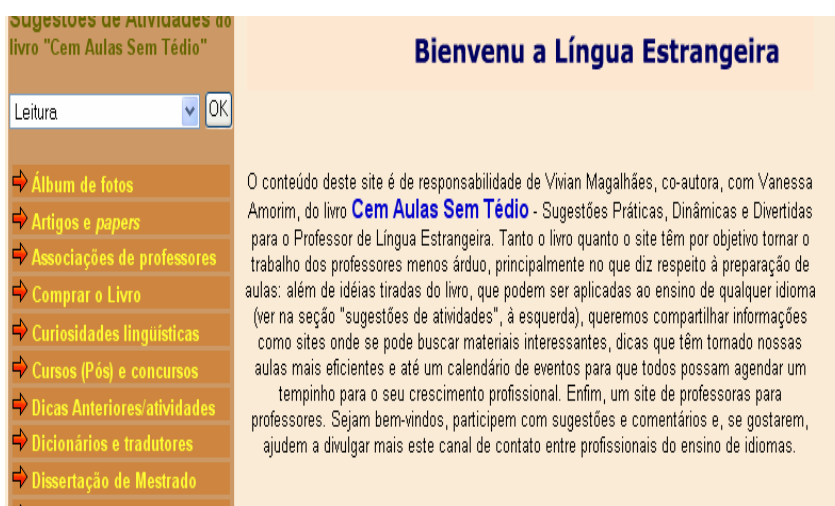 Sugestões de Atividades do
livro "Cem Aulas Sem Tédio"
Leitura
OK
Álbum de fotos
Artigos e papers
Associações de professores
Comprar o Livro
Curiosidades lingüísticas
Cursos (Pós) e concursos
Dicas Anteriores/atividades
Dicionários e tradutores
Dissertação de Mestrado
Bienvenu a Língua Estrangeira
O conteúdo deste site é de responsabilidade de Vivian Magalhães, co-autora, com Vanessa
Amorim, do livro Cem Aulas Sem Tédio - Sugestões Práticas, Dinâmicas e Divertidas
para o Professor de Língua Estrangeira. Tanto o livro quanto o site têm por objetivo tornar o
trabalho dos professores menos árduo, principalmente no que diz respeito à preparação de
aulas: além de idéias tiradas do livro, que podem ser aplicadas ao ensino de qualquer idioma
(ver na seção "sugestões de atividades", à esquerda), queremos compartilhar informações
como sites onde se pode buscar materiais interessantes, dicas que têm tornado nossas
aulas mais eficientes e até um calendário de eventos para que todos possam agendar um
tempinho para o seu crescimento profissional. Enfim, um site de professoras para
professores. Sejam bem-vindos, participem com sugestões e comentários e, se gostarem,
ajudem a divulgar mais este canal de contato entre profissionais do ensino de idiomas.